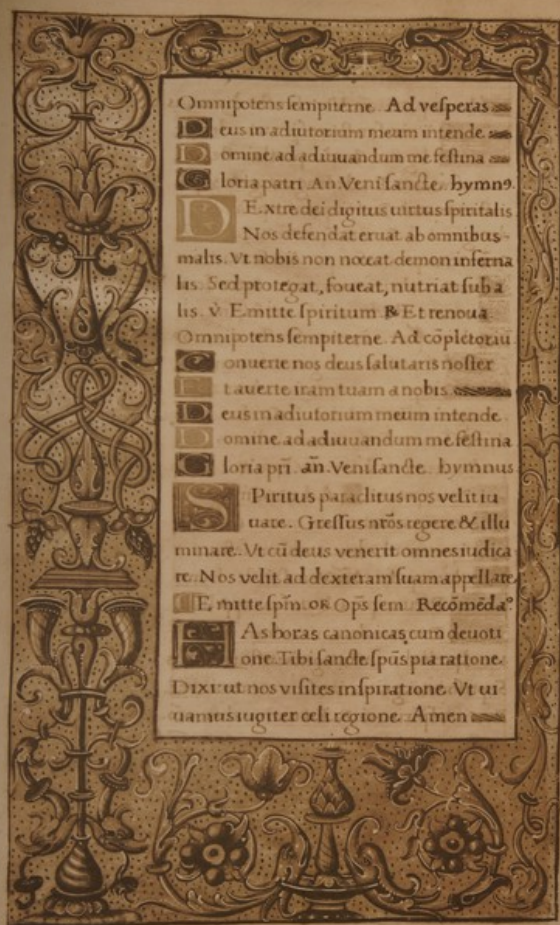 Omnipotens sempiterne. Ad vesperas
Deus in adiutorium meum intende
Domine ad adiuuandum me festina
Gloria patri. An Veni sancte. hymnꝰ.
DExtre dei digitus uirtus spiritalis
Nos defendat eruat ab omnibus
malis. Vt nobis non noceat demon inferna
lis. Sed protegat, foueat, nutriat sub a
lis. v̇. Emitte spiritum. ℞ Et renoua
Omnipotens sempiterne. Ad cōpletoriu
Conuerte nos deus salutaris noster
Et auerte iram tuam a nobis
Deus in adiutorium meum intende
Domine ad adiuuandum me festina
Gloria pr̄i. an̄. Veni sancte. hymnus.
SPiritus paraclitus nos velit iu
uare. Gressus nr̄os regere & illu
minare. Vt cū deus venerit omnes iudica
re. Nos velit ad dexteram suam appellare
Emitte sp̄m. or̄. Op̄s sem. Recōmēdaº.
HAs horas canonicas cum deuoti
one. Tibi sancte sp̄us pia ratione.
Dixi ut nos visites inspiratione. Vt ui
uamus iugiter celi regione. Amen